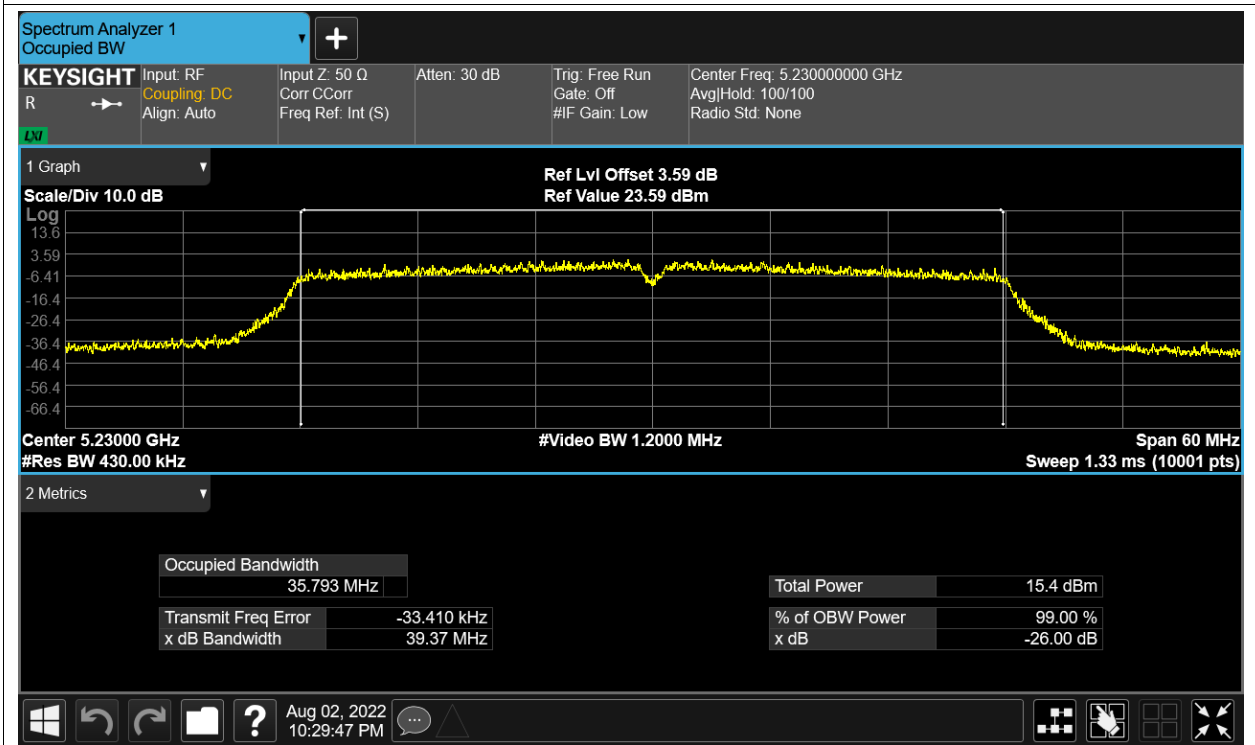 Spectrum Analyzer 1
Occupied BW
KEYSIGHT
R
LXI
Input: RF
Coupling: DC
Align: Auto
Input Z: 50 Ω
Corr CCorr
Freq Ref: Int (S)
Atten: 30 dB
Trig: Free Run
Gate: Off
#IF Gain: Low
Center Freq: 5.230000000 GHz
Avg|Hold: 100/100
Radio Std: None
1 Graph
Scale/Div 10.0 dB
Ref Lvl Offset 3.59 dB
Ref Value 23.59 dBm
Log
13.6
3.59
-6.41
-16.4
-26.4
-36.4
-46.4
-56.4
-66.4
Center 5.23000 GHz
#Res BW 430.00 kHz
#Video BW 1.2000 MHz
Span 60 MHz
Sweep 1.33 ms (10001 pts)
2 Metrics
Occupied Bandwidth
35.793 MHz
Transmit Freq Error -33.410 kHz
x dB Bandwidth 39.37 MHz
Total Power 15.4 dBm
% of OBW Power 99.00 %
x dB -26.00 dB
?
Aug 02, 2022
10:29:47 PM